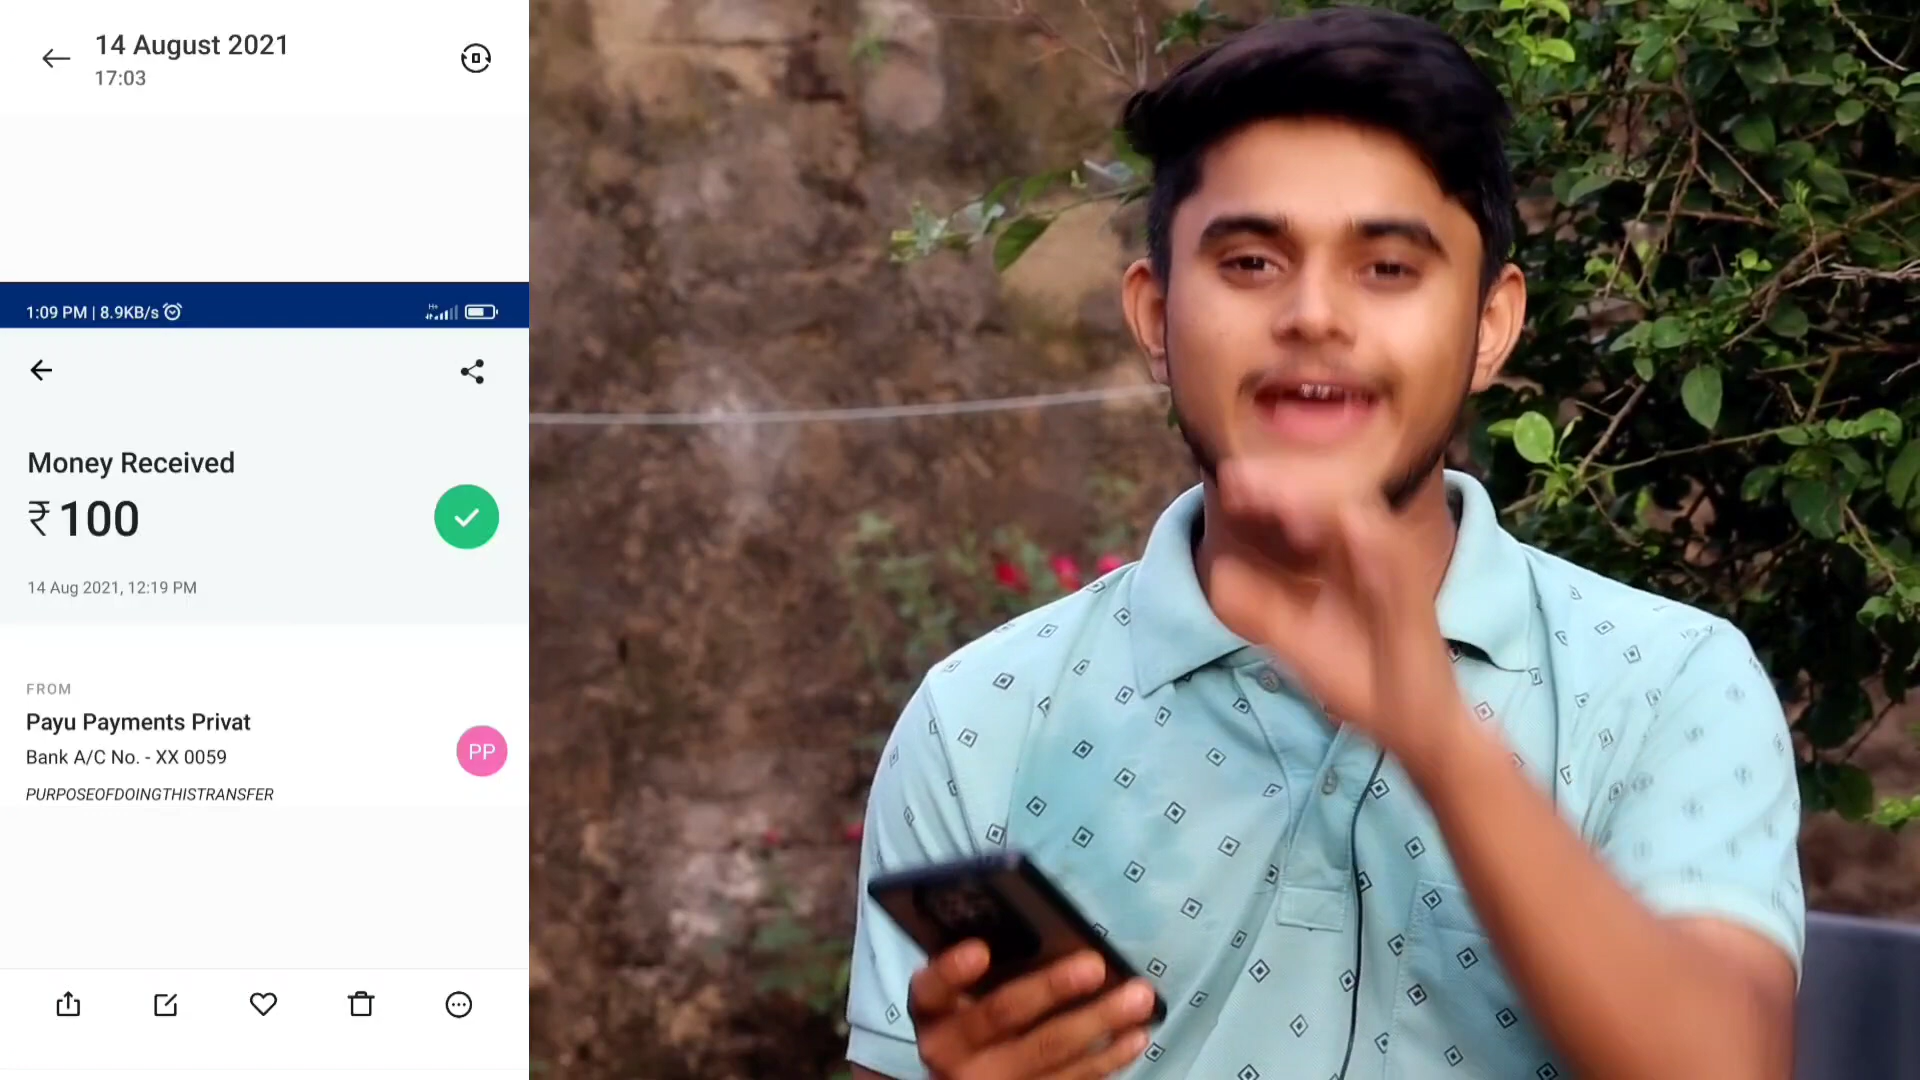 14 August 2021
17:03
1:09 PM | 8.9KB/s
H+
Money Received
₹ 100
14 Aug 2021, 12:19 PM
FROM
Payu Payments Privat
Bank A/C No. - XX 0059
PP
PURPOSEOFDOINGTHISTRANSFER